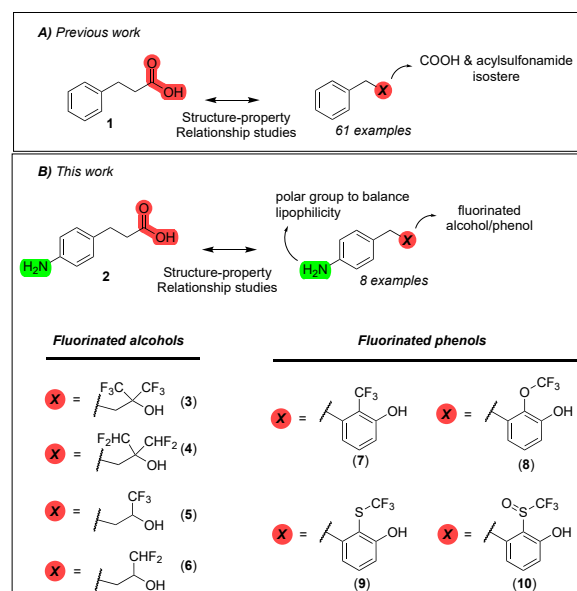 A) Previous work
O
OH
1
Structure-property
Relationship studies
X
COOH & acylsulfonamide
isostere
61 examples
B) This work
O
OH
H2N
2
Structure-property
Relationship studies
polar group to balance
lipophilicity
X
H2N
fluorinated
alcohol/phenol
8 examples
Fluorinated alcohols
Fluorinated phenols
X = F3C CF3 OH (3)
X = F2HC CHF2 OH (4)
X = CF3 OH (5)
X = CHF2 OH (6)
X = CF3 OH (7)
X = O CF3 OH (8)
X = S CF3 OH (9)
X = O S CF3 OH (10)